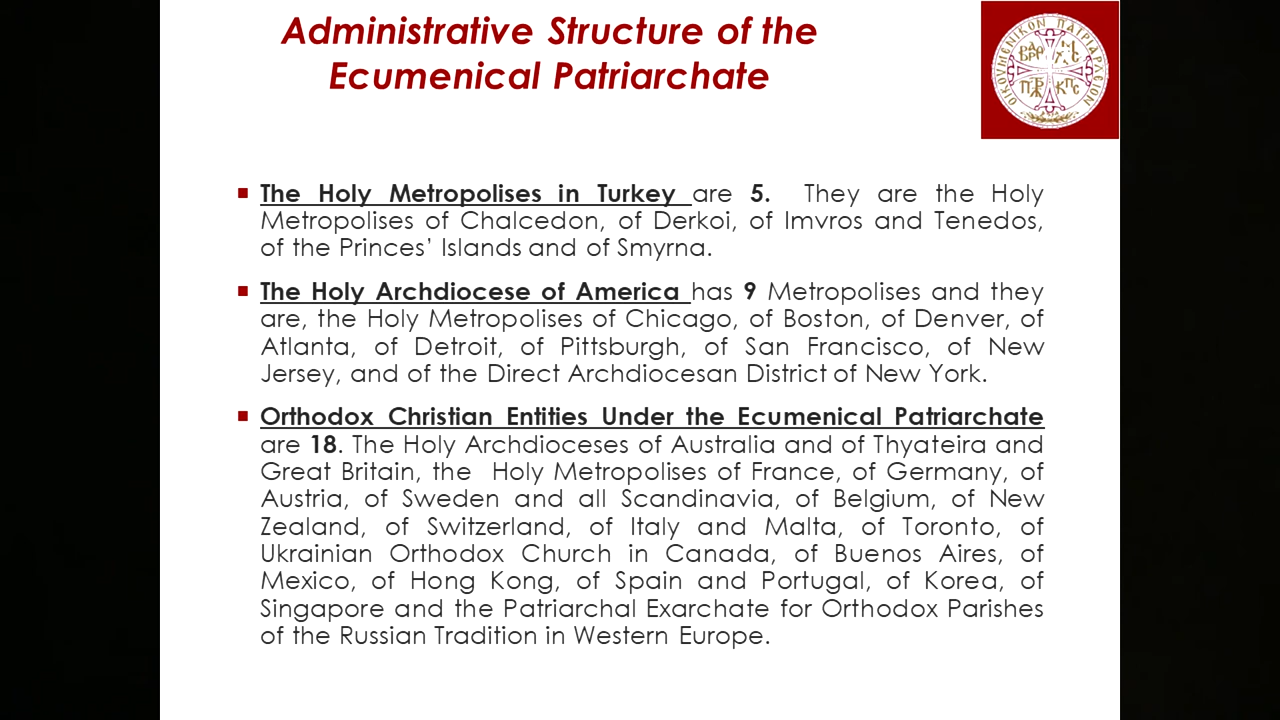 Administrative Structure of the
Ecumenical Patriarchate
ΟΙΚΟΥΜΕΝΙΚΟΝ ΠΑΤΡΙΑΡΧΕΙΟΝ
The Holy Metropolises in Turkey are 5. They are the Holy
Metropolises of Chalcedon, of Derkoi, of Imvros and Tenedos,
of the Princes’ Islands and of Smyrna.
The Holy Archdiocese of America has 9 Metropolises and they
are, the Holy Metropolises of Chicago, of Boston, of Denver, of
Atlanta, of Detroit, of Pittsburgh, of San Francisco, of New
Jersey, and of the Direct Archdiocesan District of New York.
Orthodox Christian Entities Under the Ecumenical Patriarchate
are 18. The Holy Archdioceses of Australia and of Thyateira and
Great Britain, the Holy Metropolises of France, of Germany, of
Austria, of Sweden and all Scandinavia, of Belgium, of New
Zealand, of Switzerland, of Italy and Malta, of Toronto, of
Ukrainian Orthodox Church in Canada, of Buenos Aires, of
Mexico, of Hong Kong, of Spain and Portugal, of Korea, of
Singapore and the Patriarchal Exarchate for Orthodox Parishes
of the Russian Tradition in Western Europe.